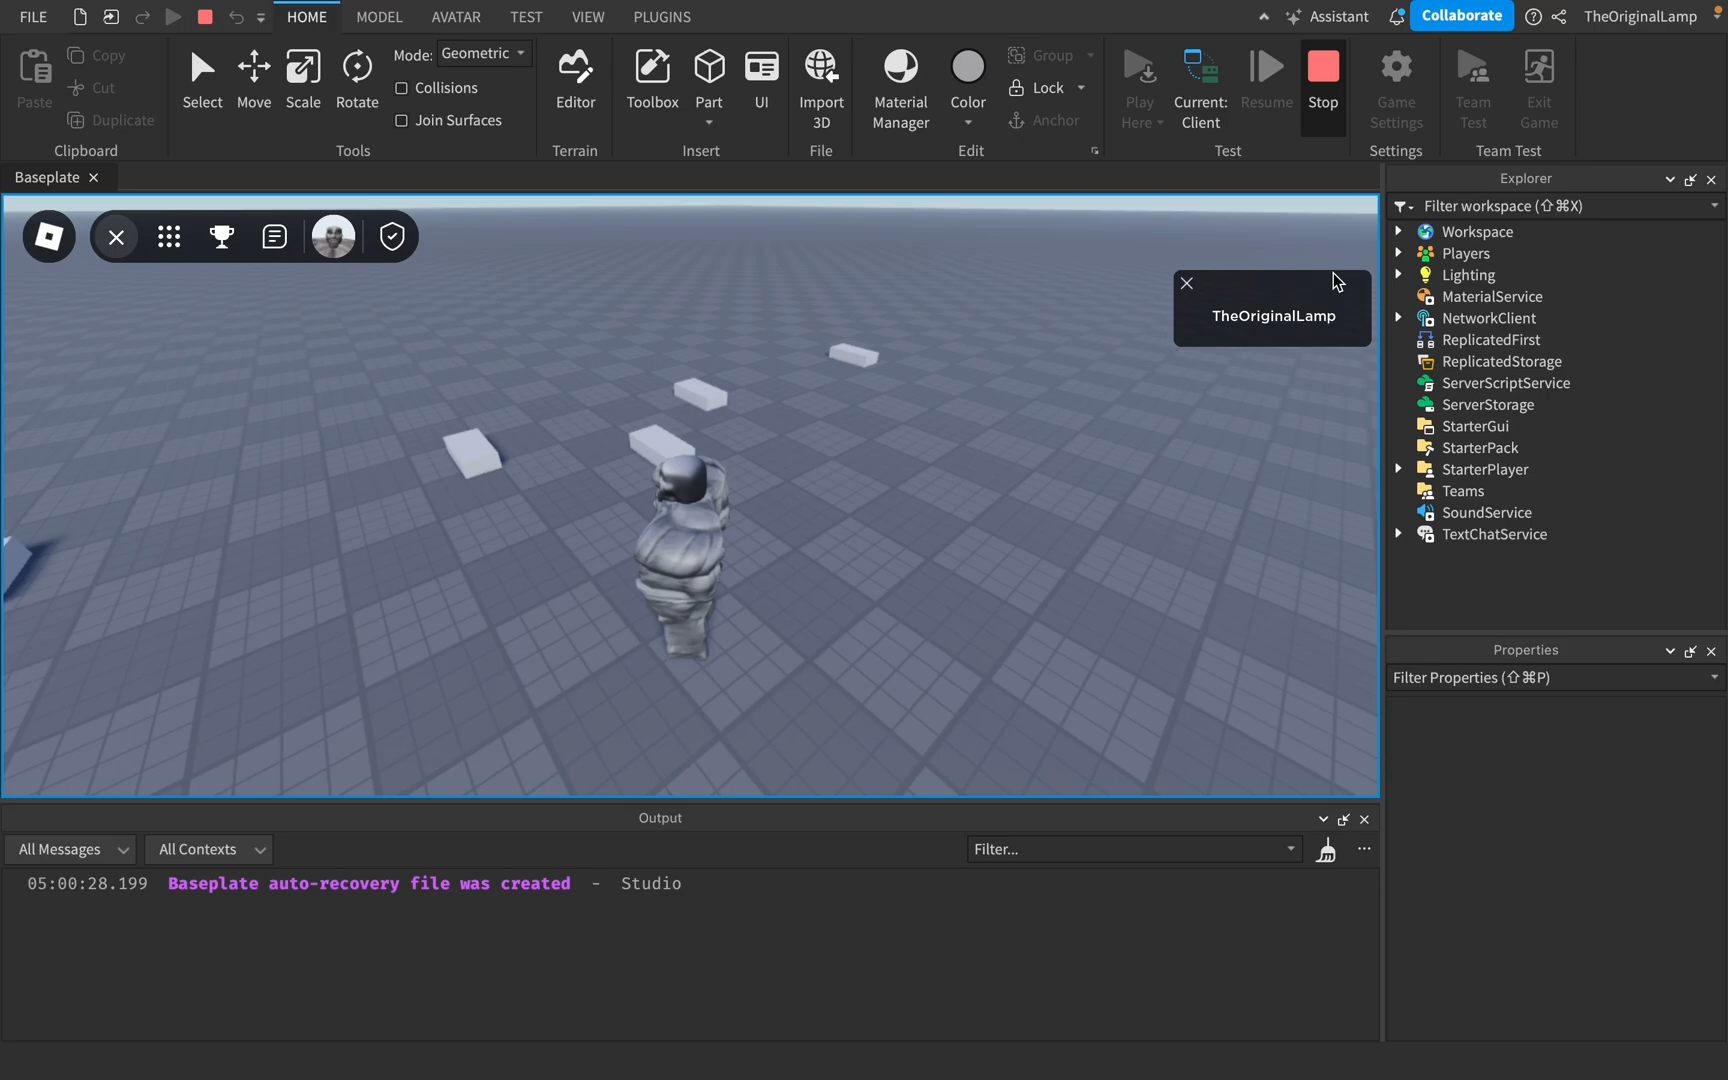 FILE
HOME
MODEL
AVATAR
TEST
VIEW
PLUGINS
Assistant
Collaborate
TheOriginalLamp
Paste
Copy
Cut
Duplicate
Clipboard
Select
Move
Scale
Rotate
Mode: Geometric
Collisions
Join Surfaces
Tools
Editor
Terrain
Toolbox
Part
UI
Insert
Import
3D
File
Material
Manager
Color
Group
Lock
Anchor
Edit
Play
Here
Current:
Client
Resume
Stop
Test
Game
Settings
Settings
Team
Test
Exit
Game
Team Test
Baseplate
TheOriginalLamp
Explorer
Filter workspace (⇧⌘X)
Workspace
Players
Lighting
MaterialService
NetworkClient
ReplicatedFirst
ReplicatedStorage
ServerScriptService
ServerStorage
StarterGui
StarterPack
StarterPlayer
Teams
SoundService
TextChatService
Properties
Filter Properties (⇧⌘P)
Output
All Messages
All Contexts
Filter...
05:00:28.199 Baseplate auto-recovery file was created - Studio